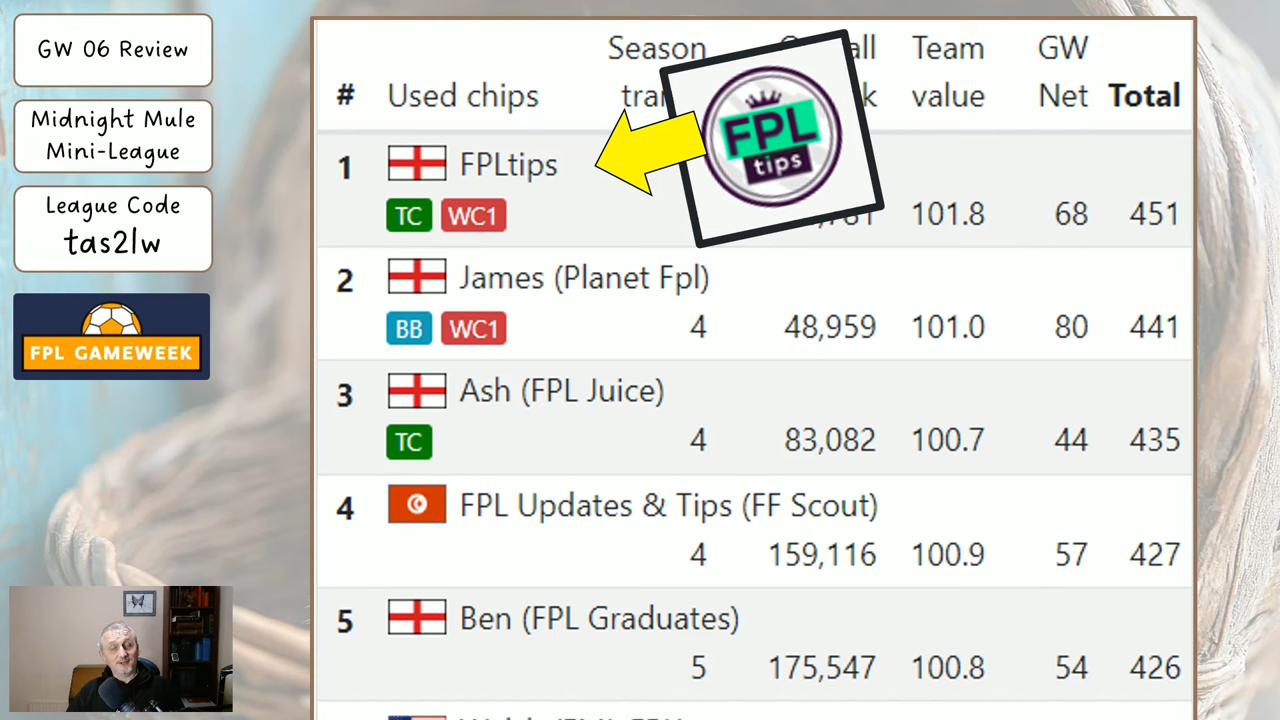 GW 06 Review
Midnight Mule
Mini-League
League Code
tas2lw
FPL GAMEWEEK
Season
Team
GW
# Used chips
value
Net
Total
FPL
tips
1 FPLtips
TC WC1 101.8 68 451
2 James (Planet Fpl)
BB WC1 4 48,959 101.0 80 441
3 Ash (FPL Juice)
TC 4 83,082 100.7 44 435
4 FPL Updates & Tips (FF Scout)
4 159,116 100.9 57 427
5 Ben (FPL Graduates)
5 175,547 100.8 54 426